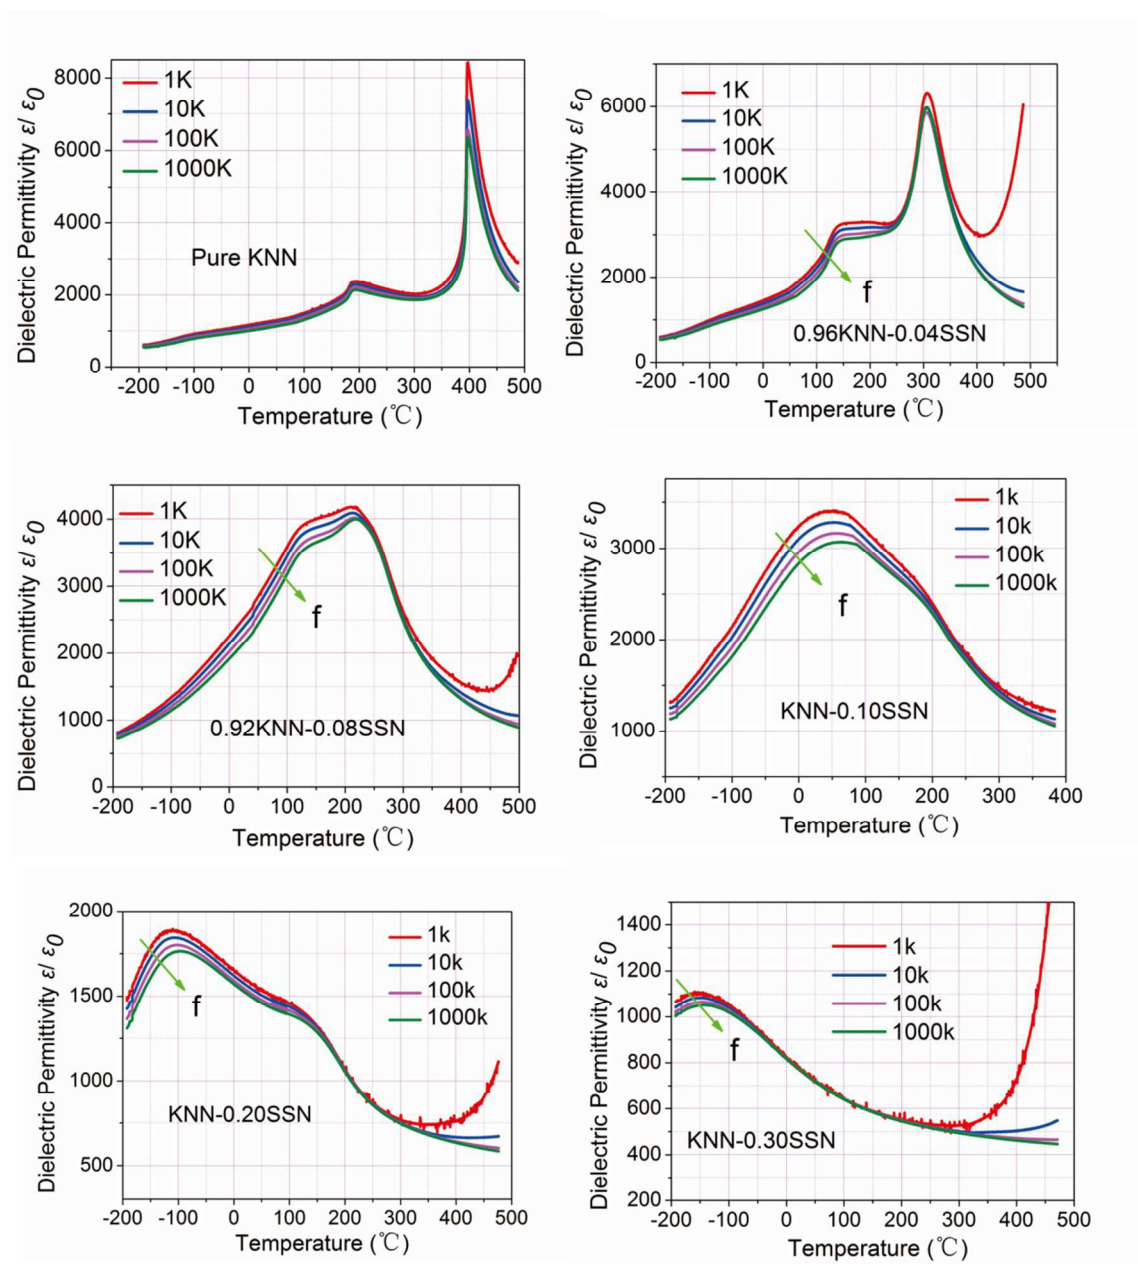 Dielectric Permittivity ε/ ε0
8000
6000
4000
2000
0
1K
10K
100K
1000K
Pure KNN
-200 -100 0 100 200 300 400 500
Temperature (℃)
Dielectric Permittivity ε/ ε0
6000
4000
2000
0
1K
10K
100K
1000K
f
0.96KNN-0.04SSN
-200 -100 0 100 200 300 400 500
Temperature (℃)
Dielectric Permittivity ε/ ε0
4000
3000
2000
1000
0
1K
10K
100K
1000K
f
0.92KNN-0.08SSN
-200 -100 0 100 200 300 400 500
Temperature (℃)
Dielectric Permittivity ε/ ε0
3000
2000
1000
1k
10k
100k
1000k
f
KNN-0.10SSN
-200 -100 0 100 200 300 400
Temperature (℃)
Dielectric Permittivity ε/ ε0
2000
1500
1000
500
1k
10k
100k
1000k
f
KNN-0.20SSN
-200 -100 0 100 200 300 400 500
Temperature (℃)
Dielectric Permittivity ε/ ε0
1400
1200
1000
800
600
400
200
1k
10k
100k
1000k
f
KNN-0.30SSN
-200 -100 0 100 200 300 400 500
Temperature (℃)